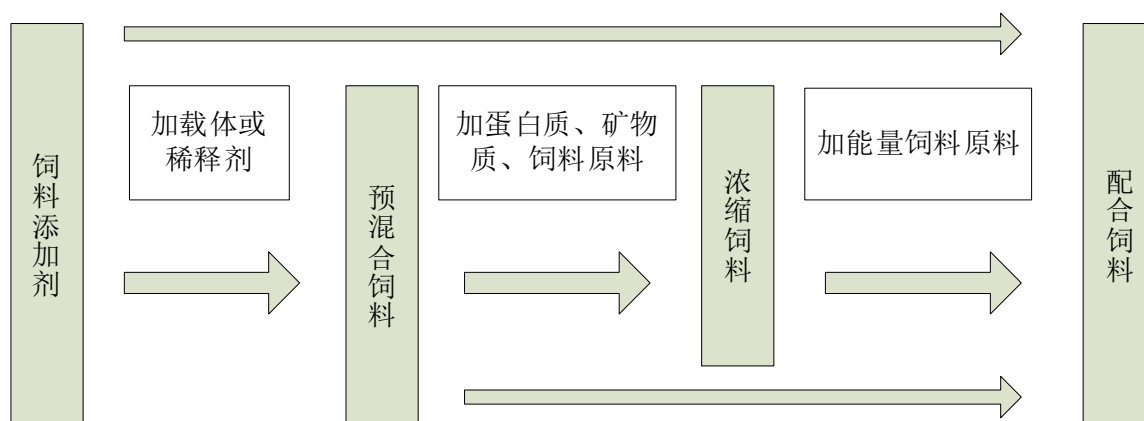 饲料添加剂
加载体或
稀释剂
预混合饲料
加蛋白质、矿物
质、饲料原料
浓缩饲料
加能量饲料原料
配合饲料